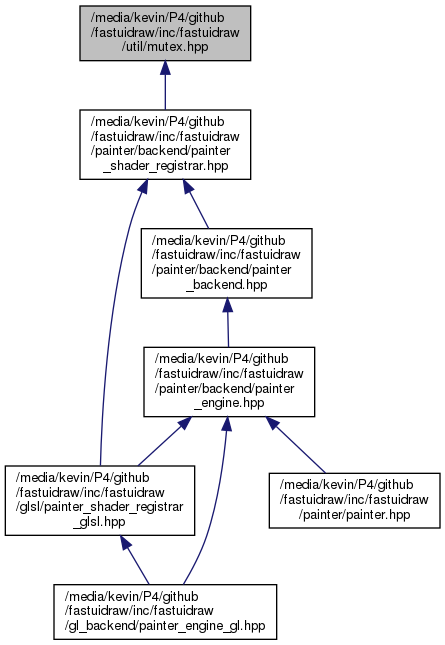 /media/kevin/P4/github
/fastuidraw/inc/fastuidraw
/util/mutex.hpp
/media/kevin/P4/github
/fastuidraw/inc/fastuidraw
/painter/backend/painter
_shader_registrar.hpp
/media/kevin/P4/github
/fastuidraw/inc/fastuidraw
/painter/backend/painter
_backend.hpp
/media/kevin/P4/github
/fastuidraw/inc/fastuidraw
/painter/backend/painter
_engine.hpp
/media/kevin/P4/github
/fastuidraw/inc/fastuidraw
/glsl/painter_shader_registrar
_glsl.hpp
/media/kevin/P4/github
/fastuidraw/inc/fastuidraw
/painter/painter.hpp
/media/kevin/P4/github
/fastuidraw/inc/fastuidraw
/gl_backend/painter_engine_gl.hpp